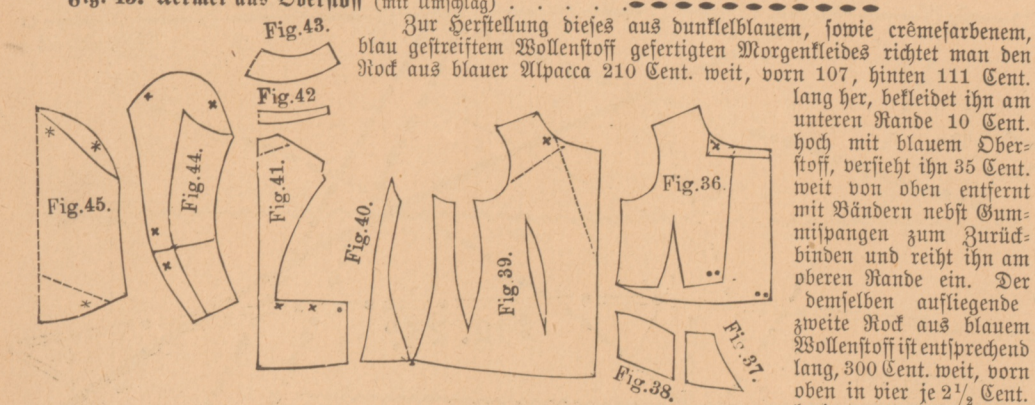 Fig. 45. Aermel aus Oberstoff (mit Umschlag) . . . . .
Zur Herstellung dieses aus dunkelblauem, sowie crêmefarbenem,
blau gestreiftem Wollenstoff gefertigten Morgenkleides richtet man den
Rock aus blauer Alpacca 210 Cent. weit, vorn 107, hinten 111 Cent.
lang her, bekleidet ihn am
unteren Rande 10 Cent.
hoch mit blauem Ober-
stoff, versieht ihn 35 Cent.
weit von oben entfernt
mit Bändern nebst Gum-
mispangen zum Zurück-
binden und reiht ihn am
oberen Rande ein. Der
demselben aufliegende
zweite Rock aus blauem
Wollenstoff ist entsprechend
lang, 300 Cent. weit, vorn
oben in vier je 2½ Cent.
Fig.43.
Fig.42
Fig.45.
Fig.44.
Fig.41.
Fig.40.
Fig.39.
Fig.36.
Fig.38.
Fig.37.